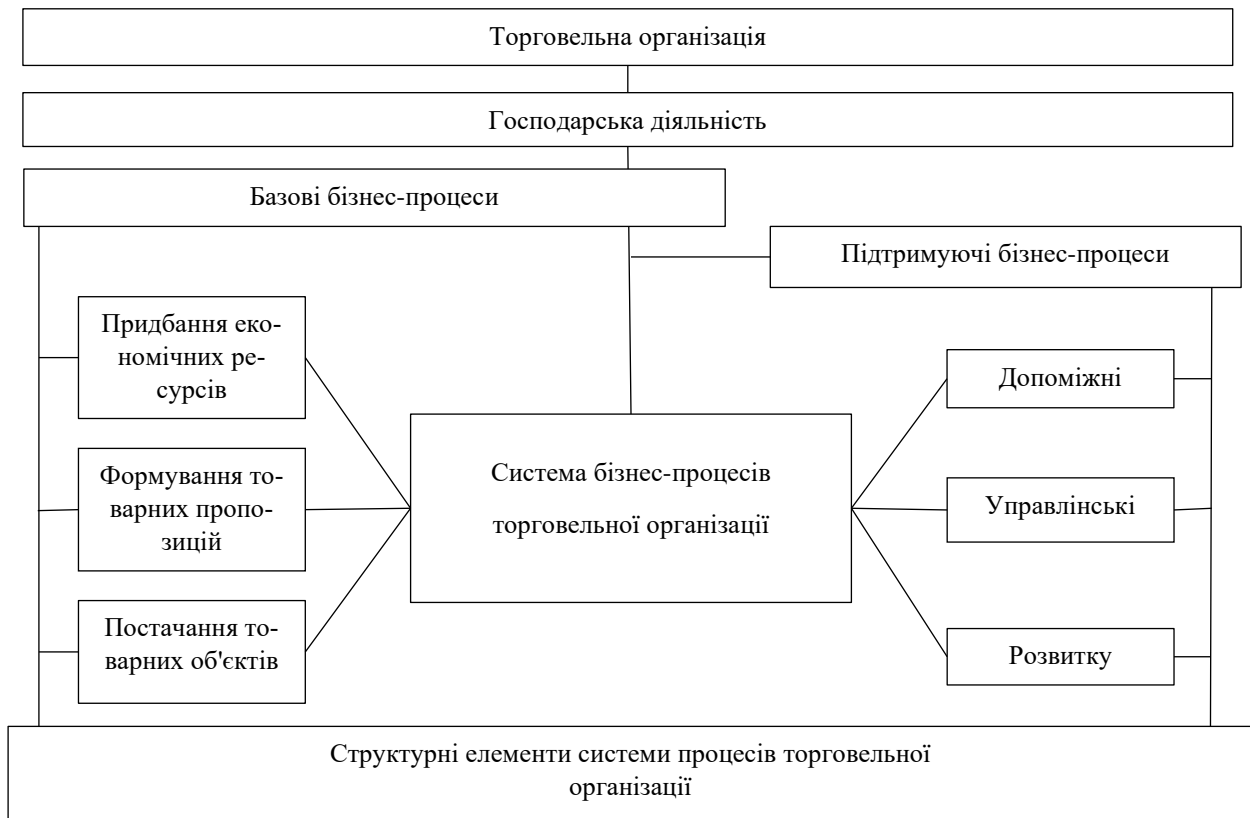 Торговельна організація
Господарська діяльність
Базові бізнес-процеси
Підтримуючі бізнес-процеси
Придбання еко-
номічних ре-
сурсів
Допоміжні
Формування то-
варних пропо-
зицій
Система бізнес-процесів
торговельної організації
Управлінські
Постачання то-
варних об'єктів
Розвитку
Структурні елементи системи процесів торговельної
організації